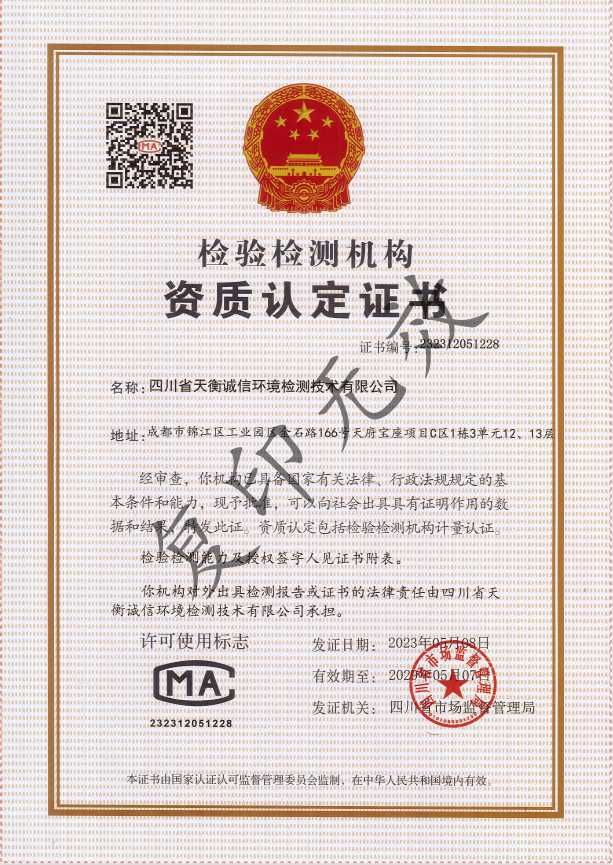 检验检测机构
资质认定证书
证书编号:232312051228
名称:四川省天衡诚信环境检测技术有限公司
地址:成都市锦江区工业园区金石路166号天府宝座项目C区1栋3单元12、13层
经审查，你机构已具备国家有关法律、行政法规规定的基
本条件和能力，现予批准，可以向社会出具具有证明作用的数
据和结果，特发此证。资质认定包括检验检测机构计量认证。
检验检测能力及授权签字人见证书附表。
你机构对外出具检测报告或证书的法律责任由四川省天
衡诚信环境检测技术有限公司承担。
许可使用标志
MA
232312051228
发证日期：2023年05月08日
有效期至：2029年05月07日
发证机关：四川省市场监督管理局
四川省市场监督管理局
本证书由国家认证认可监督管理委员会监制，在中华人民共和国境内有效。
复印无效
MA